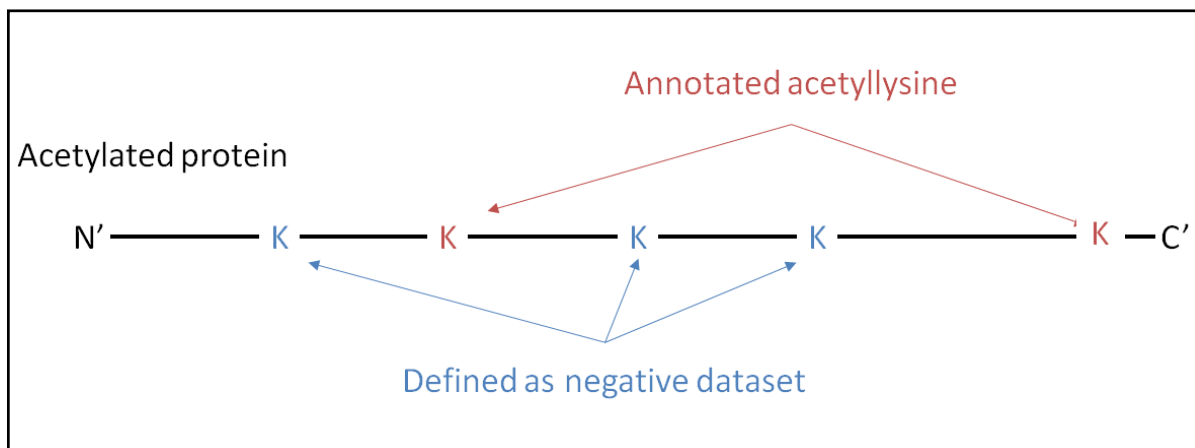 Annotated acetyllysine
Acetylated protein
N’ K K K K K C’
Defined as negative dataset